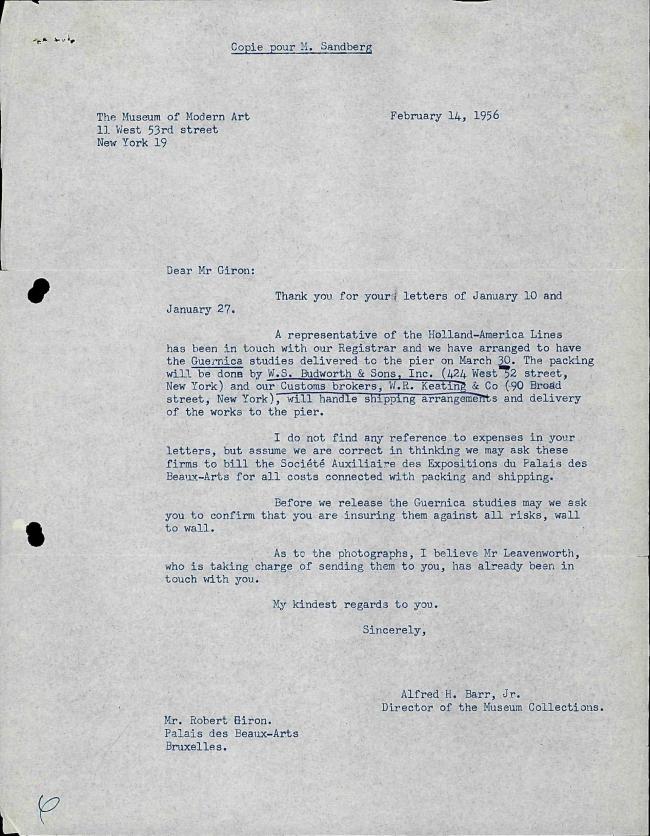 Copie pour M. Sandberg
The Museum of Modern Art
11 West 53rd street
New York 19
February 14, 1956
Dear Mr Giron:
Thank you for your letters of January 10 and
January 27.
A representative of the Holland-America Lines
has been in touch with our Registrar and we have arranged to have
the Guernica studies delivered to the pier on March 30. The packing
will be done by W.S. Budworth & Sons, Inc. (424 West 52 street,
New York) and our Customs brokers, W.R. Keating & Co (90 Broad
street, New York), will handle shipping arrangements and delivery
of the works to the pier.
I do not find any reference to expenses in your
letters, but assume we are correct in thinking we may ask these
firms to bill the Société Auxiliaire des Expositions du Palais des
Beaux-Arts for all costs connected with packing and shipping.
Before we release the Guernica studies may we ask
you to confirm that you are insuring them against all risks, wall
to wall.
As to the photographs, I believe Mr Leavenworth,
who is taking charge of sending them to you, has already been in
touch with you.
My kindest regards to you.
Sincerely,
Alfred H. Barr, Jr.
Director of the Museum Collections.
Mr. Robert Giron.
Palais des Beaux-Arts
Bruxelles.